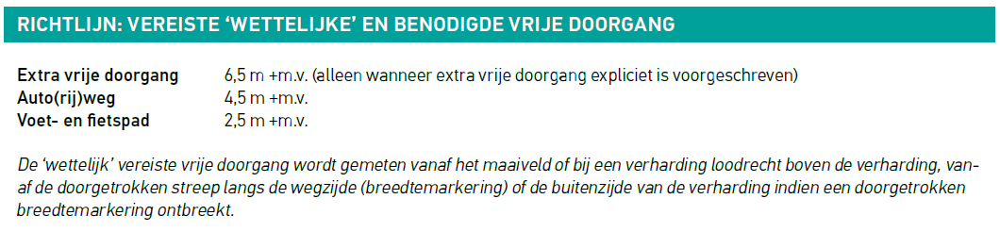 RICHTLIJN: VEREISTE ‘WETTELIJKE’ EN BENODIGDE VRIJE DOORGANG
Extra vrije doorgang 6,5 m +m.v. (alleen wanneer extra vrije doorgang expliciet is voorgeschreven)
Auto(rij)weg 4,5 m +m.v.
Voet- en fietspad 2,5 m +m.v.
De ‘wettelijk’ vereiste vrije doorgang wordt gemeten vanaf het maaiveld of bij een verharding loodrecht boven de verharding, van-
af de doorgetrokken streep langs de wegzijde (breedtemarkering) of de buitenzijde van de verharding indien een doorgetrokken
breedtemarkering ontbreekt.